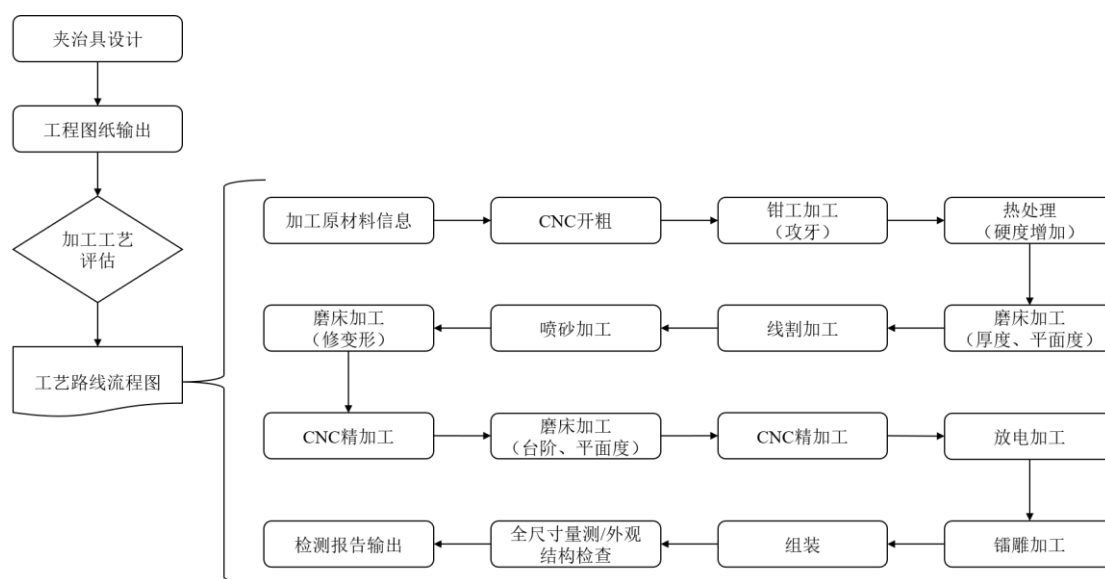 夹治具设计
工程图纸输出
加工工艺
评估
工艺路线流程图
加工原材料信息
CNC开粗
钳工加工
（攻牙）
热处理
（硬度增加）
磨床加工
（厚度、平面度）
线割加工
喷砂加工
磨床加工
（修变形）
CNC精加工
磨床加工
（台阶、平面度）
CNC精加工
放电加工
镭雕加工
组装
全尺寸量测/外观
结构检查
检测报告输出